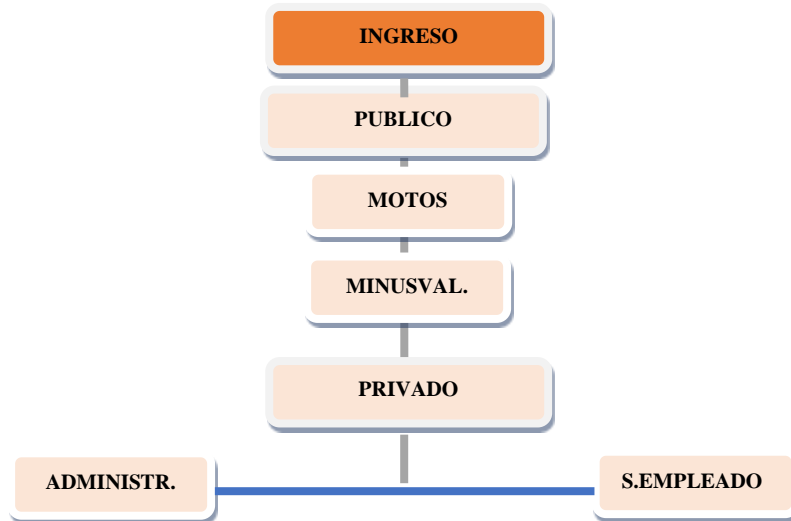 INGRESO
PUBLICO
MOTOS
MINUSVAL.
PRIVADO
ADMINISTR.
S.EMPLEADO